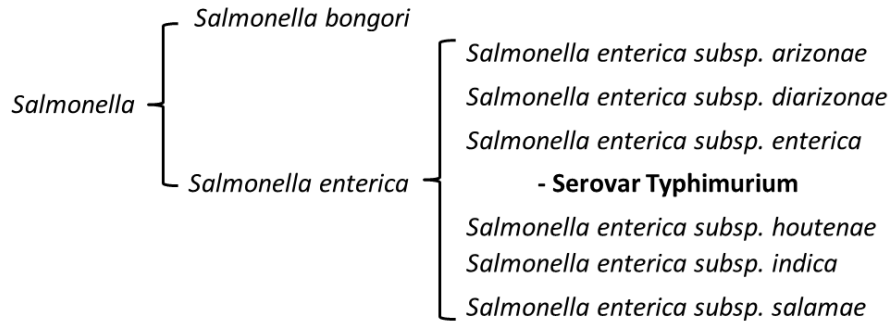 Salmonella bongori
Salmonella enterica subsp. arizonae
Salmonella enterica subsp. diarizonae
Salmonella
Salmonella enterica subsp. enterica
Salmonella enterica
- Serovar Typhimurium
Salmonella enterica subsp. houtenae
Salmonella enterica subsp. indica
Salmonella enterica subsp. salamae